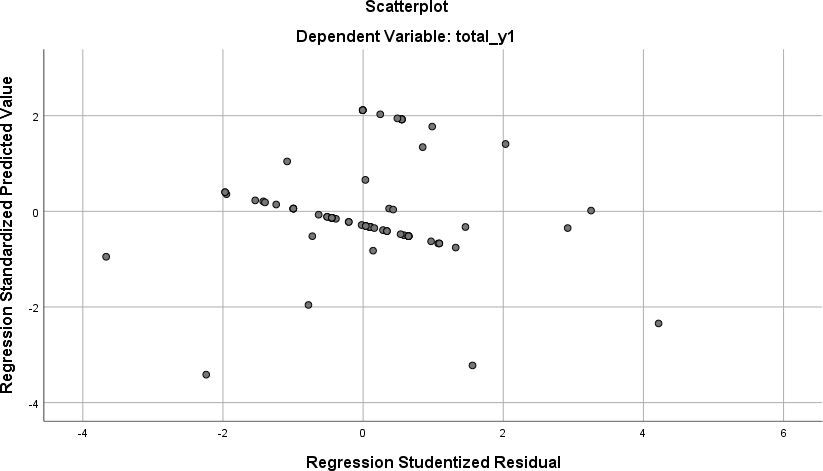 Scatterplot
Dependent Variable: total_y1
Regression Standardized Predicted Value
2
0
-2
-4
-4
-2
0
2
4
6
Regression Studentized Residual